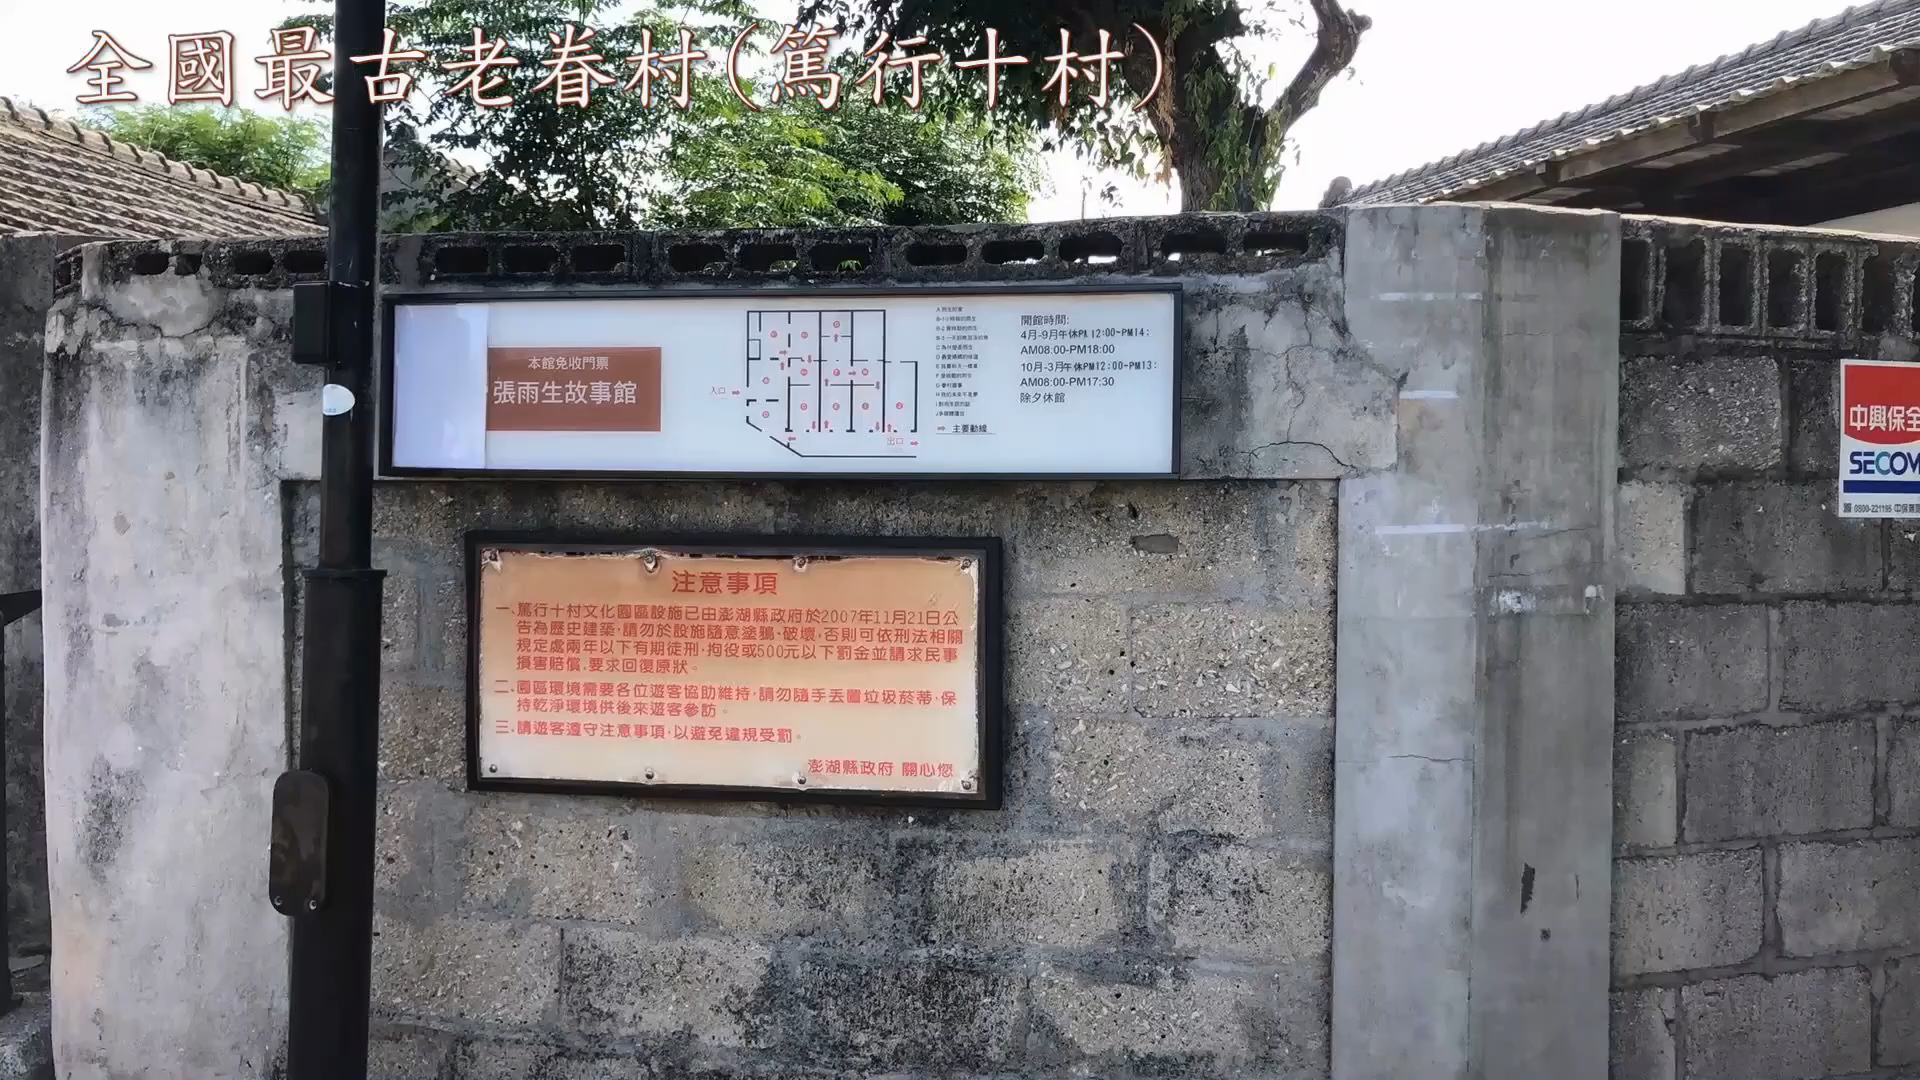 全國最古老眷村(篤行十村)
本館免收門票
張雨生故事館
入口
出口
主要動線
開館時間:
4月-9月午休PM12:00~PM14:
AM08:00-PM18:00
10月-3月午休PM12:00~PM13:
AM08:00-PM17:30
除夕休館
注意事項
一、篤行十村文化園區設施已由澎湖縣政府於2007年11月21日公
告為歷史建築,請勿於設施隨意塗鴉、破壞,否則可依刑法相關
規定處兩年以下有期徒刑,拘役或500元以下罰金並請求民事
損害賠償,要求回復原狀。
二、園區環境需要各位遊客協助維持,請勿隨手丟置垃圾菸蒂,保
持乾淨環境供後來遊客參訪。
三、請遊客遵守注意事項,以避免違規受罰。
澎湖縣政府 關心您
中興保全
SECOM
0800-221195